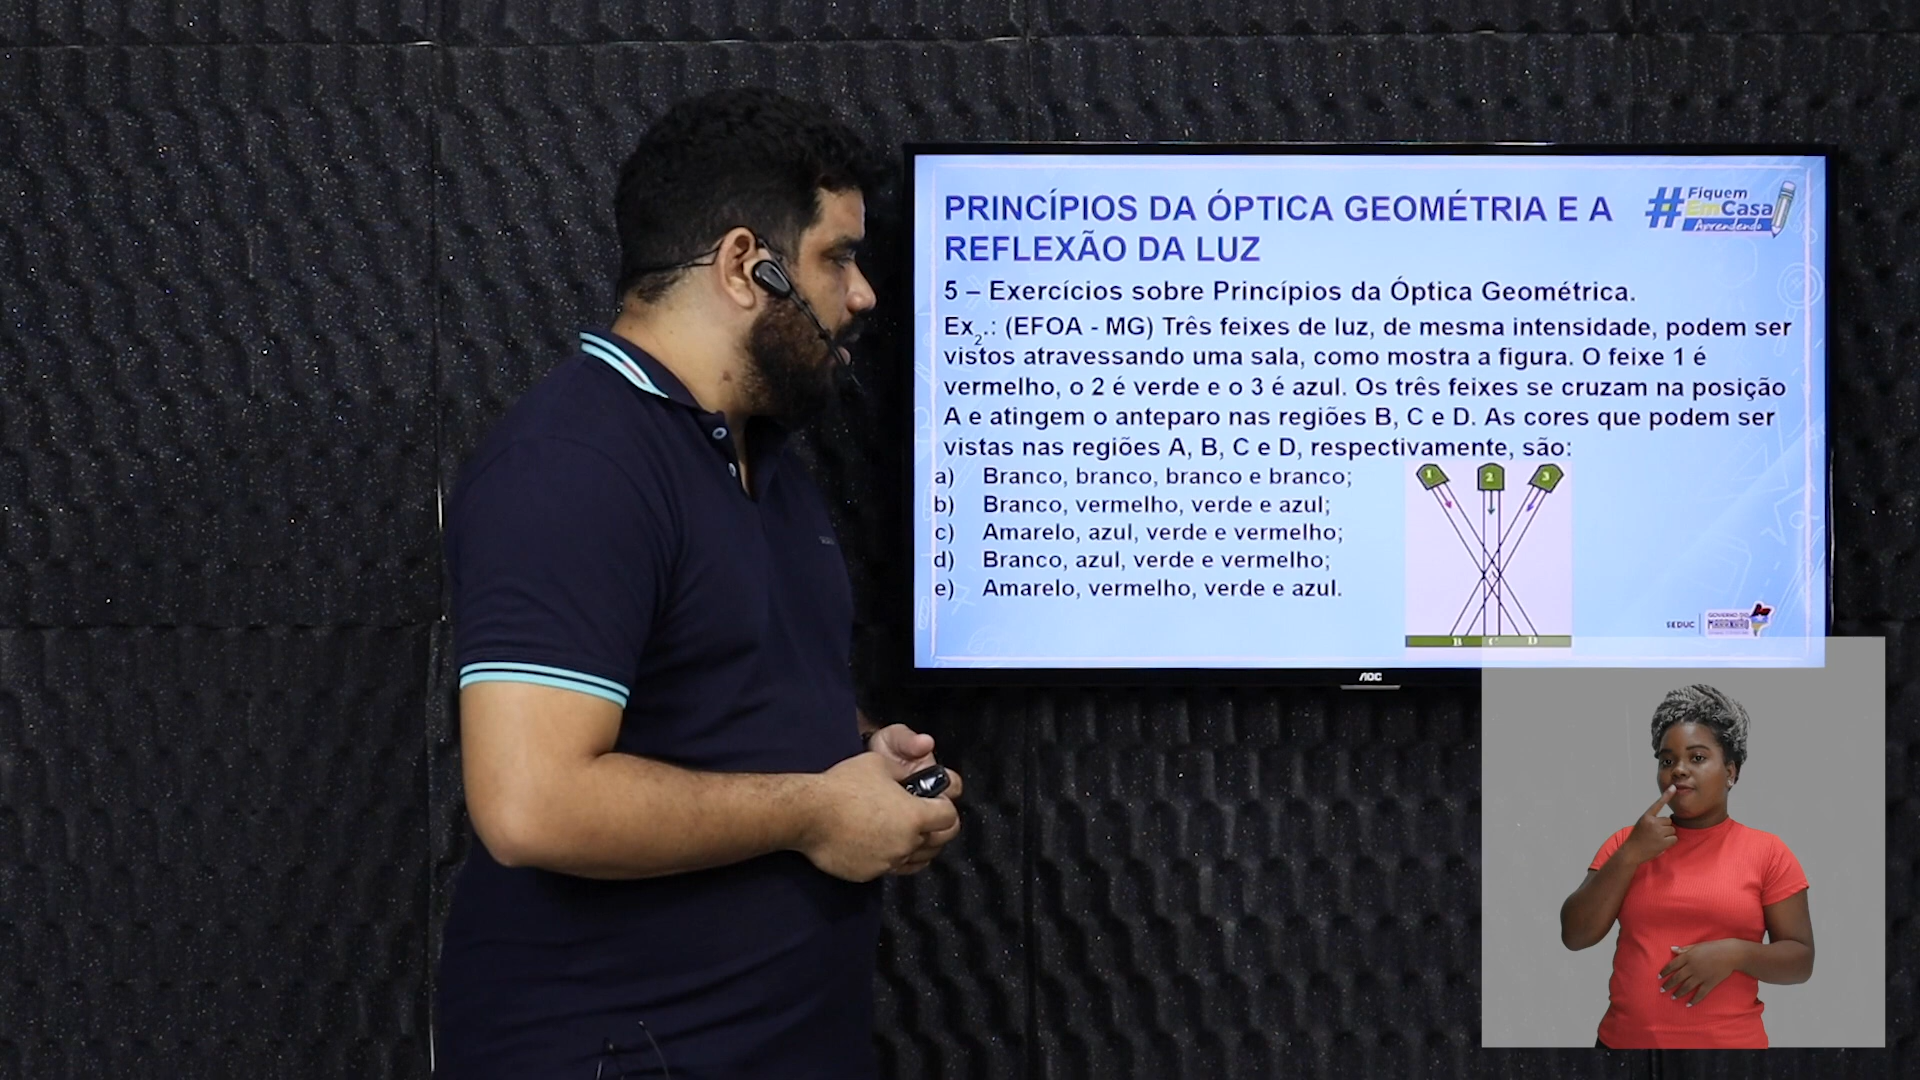 PRINCÍPIOS DA ÓPTICA GEOMÉTRIA E A
REFLEXÃO DA LUZ
#Fiquem
EmCasa
Aprendendo
5 – Exercícios sobre Princípios da Óptica Geométrica.
Ex2.: (EFOA - MG) Três feixes de luz, de mesma intensidade, podem ser
vistos atravessando uma sala, como mostra a figura. O feixe 1 é
vermelho, o 2 é verde e o 3 é azul. Os três feixes se cruzam na posição
A e atingem o anteparo nas regiões B, C e D. As cores que podem ser
vistas nas regiões A, B, C e D, respectivamente, são:
a) Branco, branco, branco e branco;
b) Branco, vermelho, verde e azul;
c) Amarelo, azul, verde e vermelho;
d) Branco, azul, verde e vermelho;
e) Amarelo, vermelho, verde e azul.
1 2 3
B C D
SEDUC
GOVERNO DO
MARANHÃO
AOC